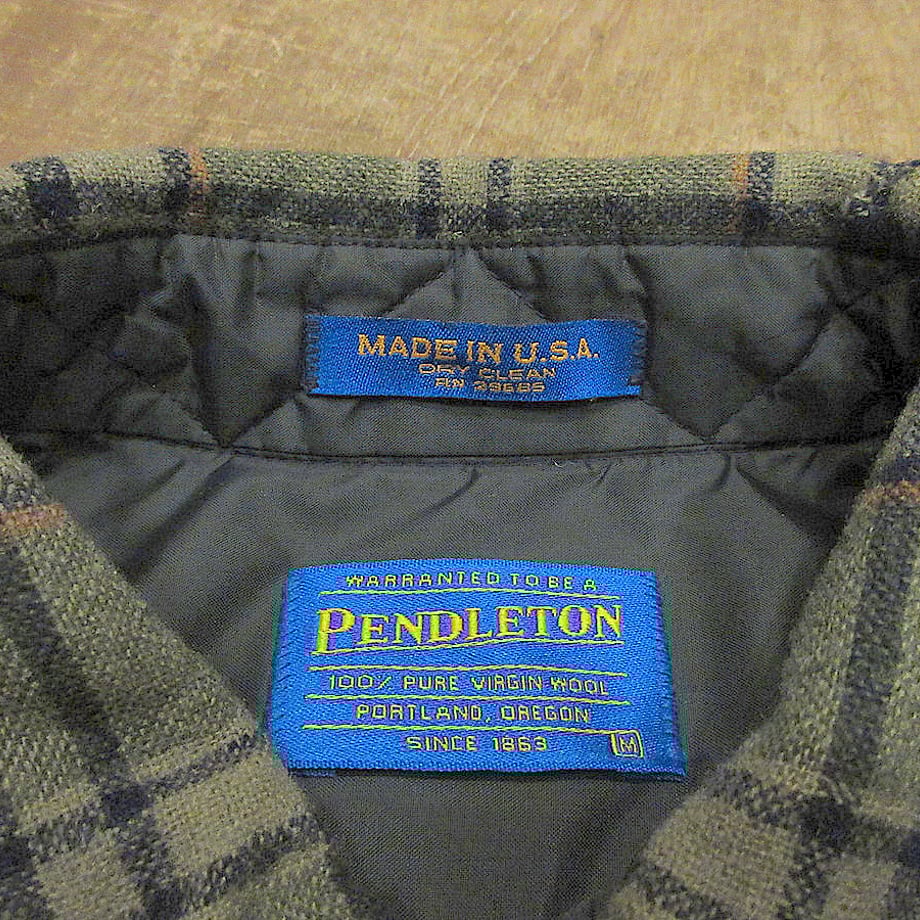 MADE IN U.S.A.
DRY CLEAN
RN 29685
WARRANTED TO BE A
PENDLETON
100% PURE VIRGIN WOOL
PORTLAND, OREGON
SINCE 1863 M